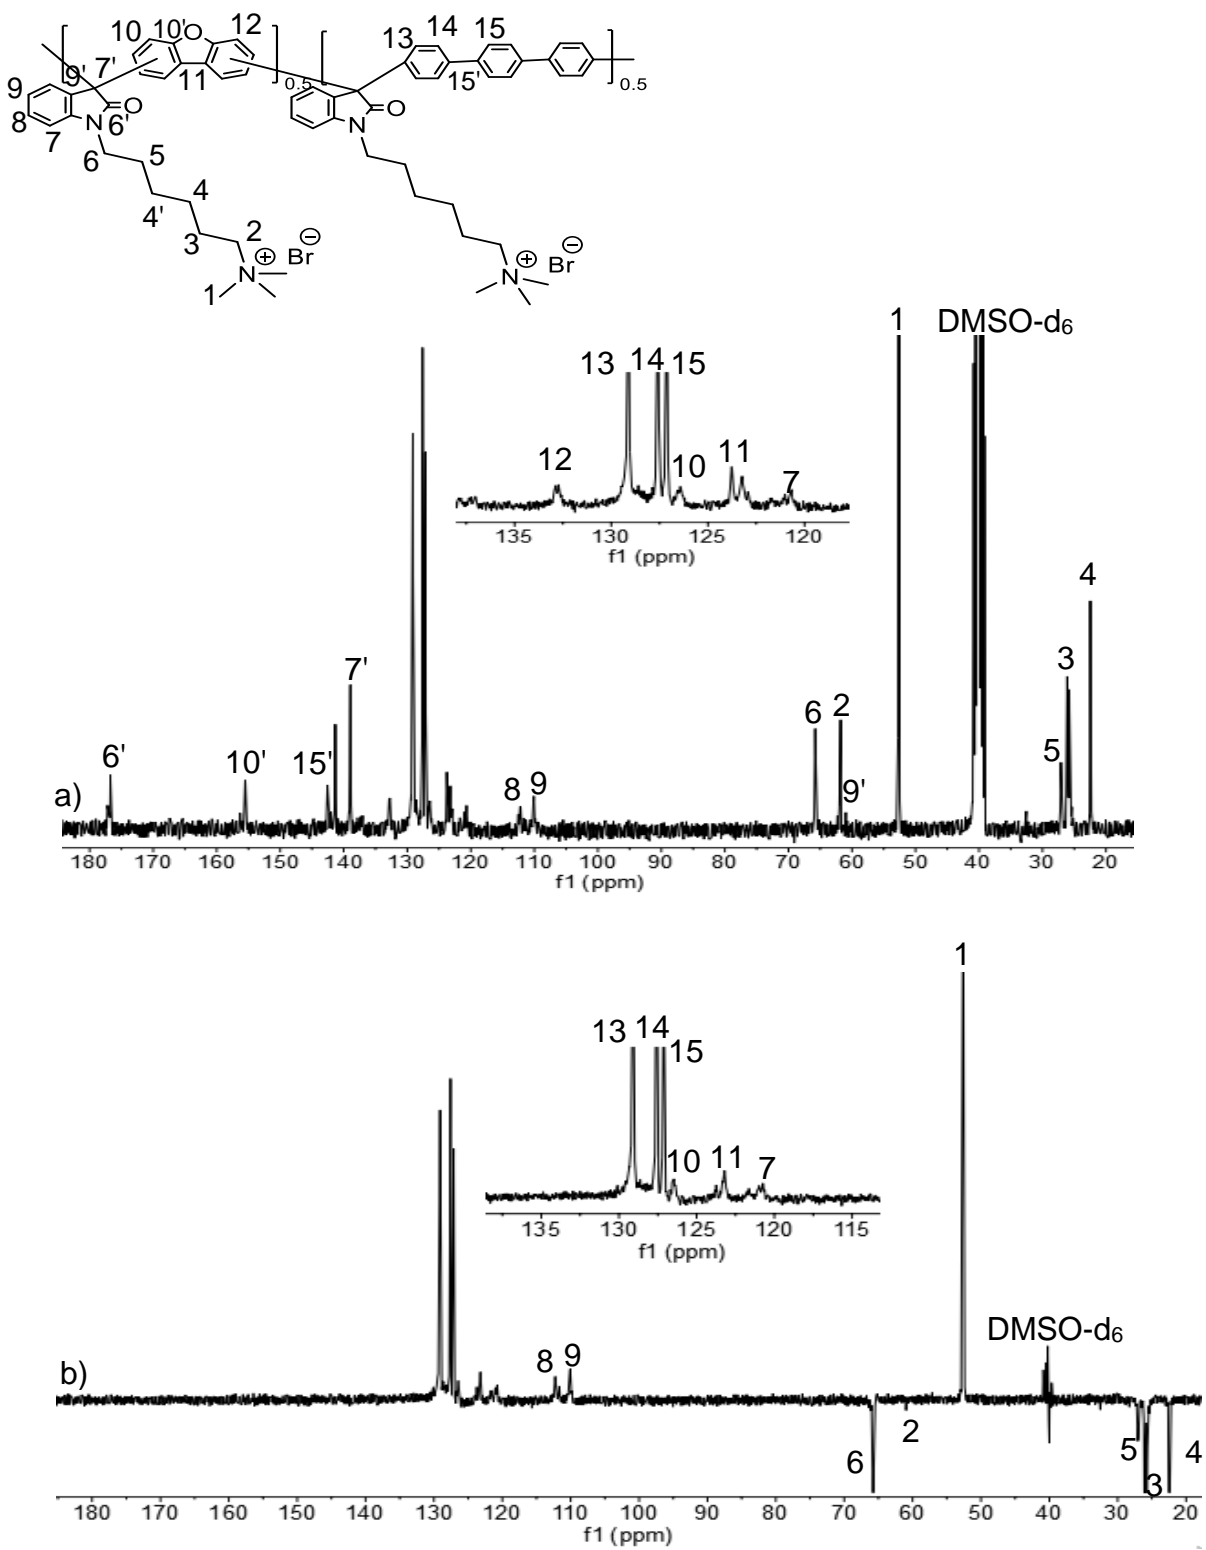 10 10' O 12
13 14 15
9' 7' 11 0.5 15' 0.5
9 O O
8 7 N 6' N
6 5
4
4'
3 2
N ⊕ Br ⊖ N ⊕ Br ⊖
1
1 DMSO-d6
13 14 15
12 10 11 7
135 130 125 120
f1 (ppm)
4
7' 3
6 2
6' 10' 15' 5
a) 8 9 9'
180 170 160 150 140 130 120 110 100 90 80 70 60 50 40 30 20
f1 (ppm)
1
13 14
15
10 11 7
135 130 125 120 115
f1 (ppm)
DMSO-d6
b) 8 9
2
6 5 4
3
180 170 160 150 140 130 120 110 100 90 80 70 60 50 40 30 20
f1 (ppm)